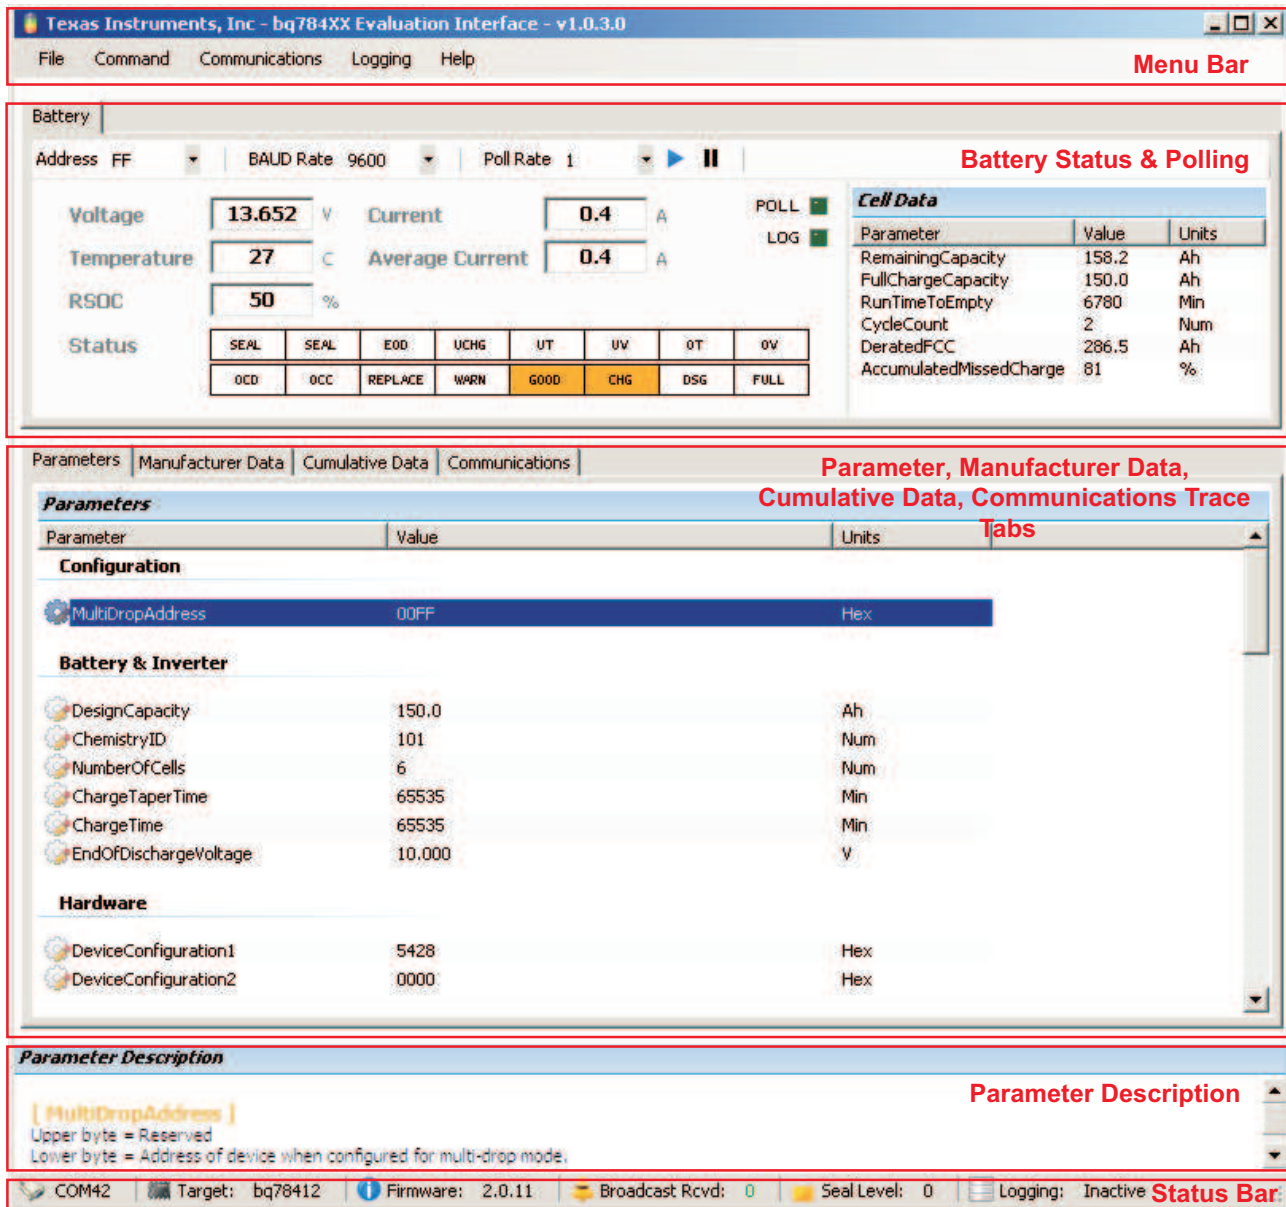 Texas Instruments, Inc - bq784XX Evaluation Interface - v1.0.3.0
File Command Communications Logging Help
Menu Bar
Battery
Address FF BAUD Rate 9600 Poll Rate 1
Battery Status & Polling
Voltage 13.652 V Current 0.4 A
POLL
LOG
Temperature 27 C Average Current 0.4 A
RSOC 50 %
Status SEAL SEAL EOD UCHG UT UV OT OV
OCD OCC REPLACE WARN GOOD CHG DSG FULL
Cell Data
Parameter Value Units
RemainingCapacity 158.2 Ah
FullChargeCapacity 150.0 Ah
RunTimeToEmpty 6780 Min
CycleCount 2 Num
DeratedFCC 286.5 Ah
AccumulatedMissedCharge 81 %
Parameters Manufacturer Data Cumulative Data Communications
Parameter, Manufacturer Data,
Cumulative Data, Communications Trace
Tabs
Parameters
Parameter Value Units
Configuration
MultiDropAddress 00FF Hex
Battery & Inverter
DesignCapacity 150.0 Ah
ChemistryID 101 Num
NumberOfCells 6 Num
ChargeTaperTime 65535 Min
ChargeTime 65535 Min
EndOfDischargeVoltage 10.000 V
Hardware
DeviceConfiguration1 5428 Hex
DeviceConfiguration2 0000 Hex
Parameter Description
Parameter Description
[ MultiDropAddress ]
Upper byte = Reserved
Lower byte = Address of device when configured for multi-drop mode.
COM42 Target: bq78412 Firmware: 2.0.11 Broadcast Rcvd: 0 Seal Level: 0 Logging: Inactive
Status Bar